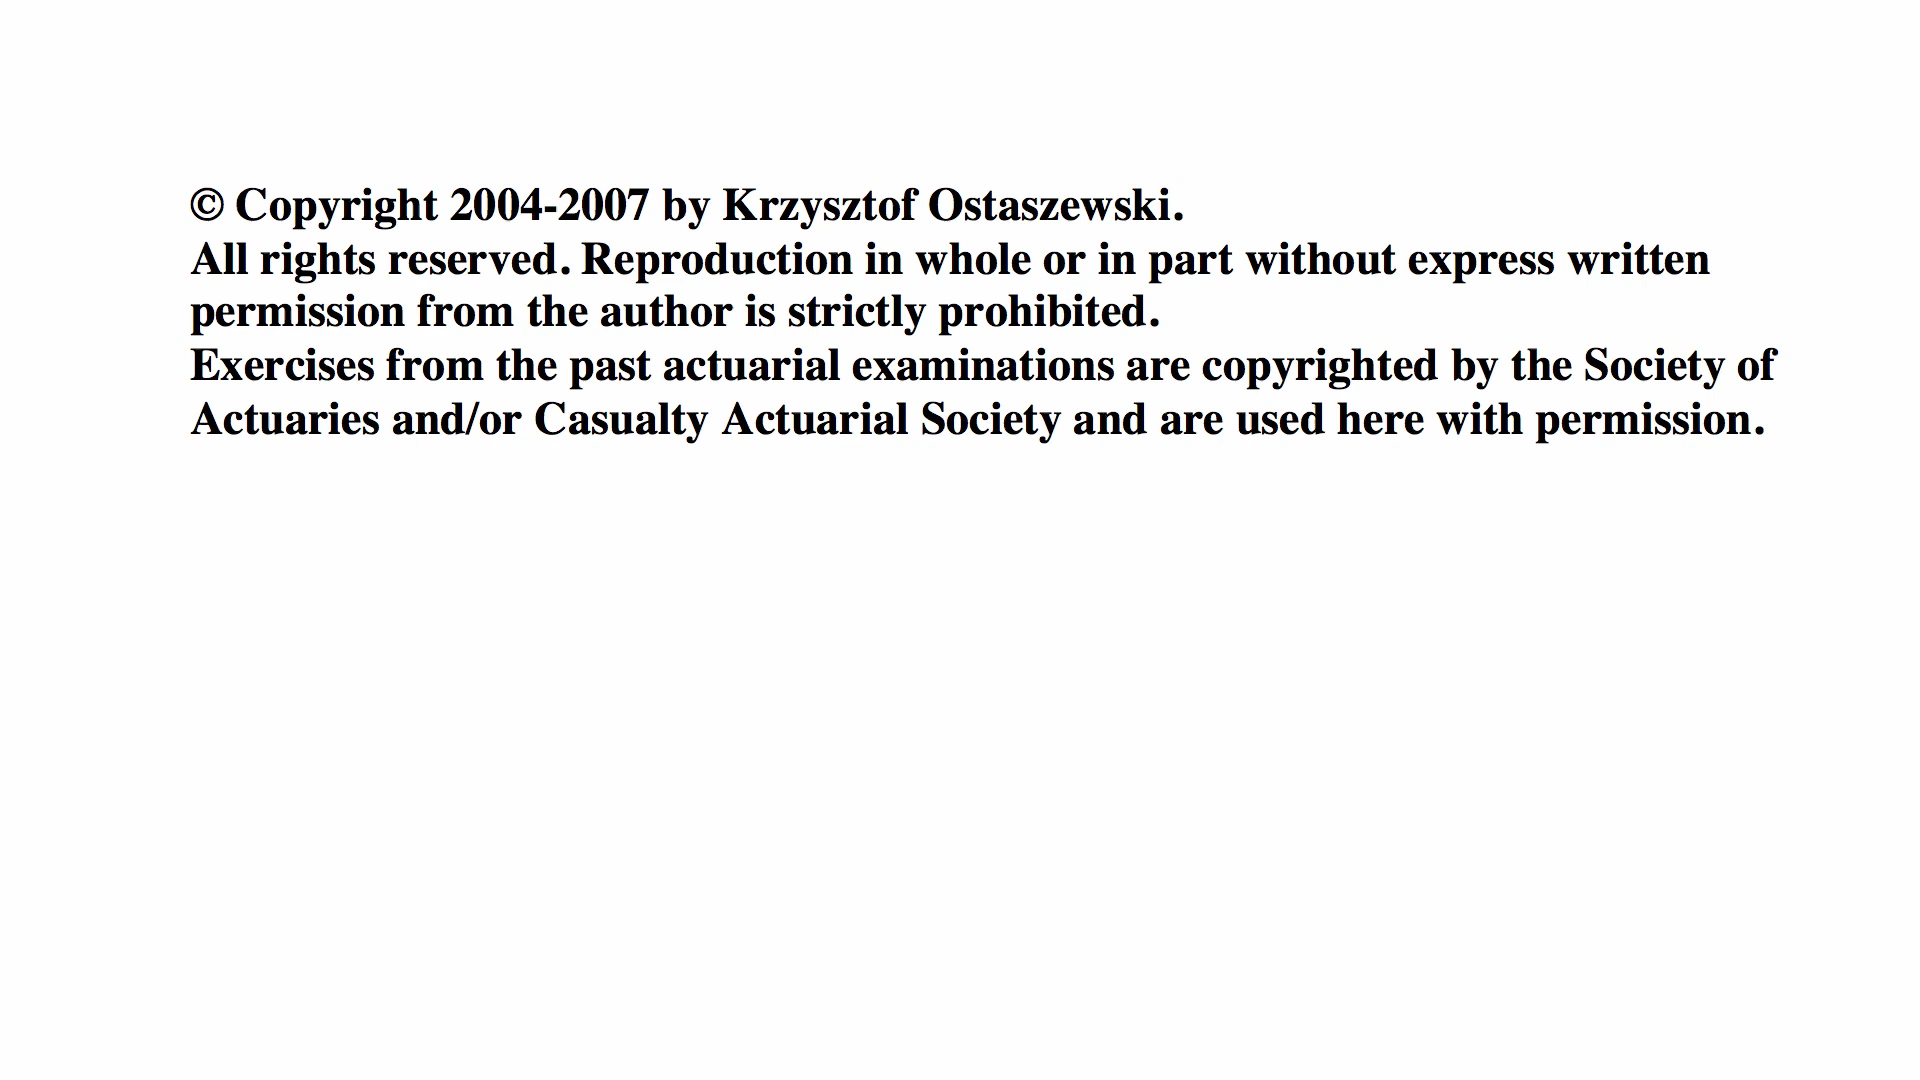 © Copyright 2004-2007 by Krzysztof Ostaszewski.
All rights reserved. Reproduction in whole or in part without express written
permission from the author is strictly prohibited.
Exercises from the past actuarial examinations are copyrighted by the Society of
Actuaries and/or Casualty Actuarial Society and are used here with permission.